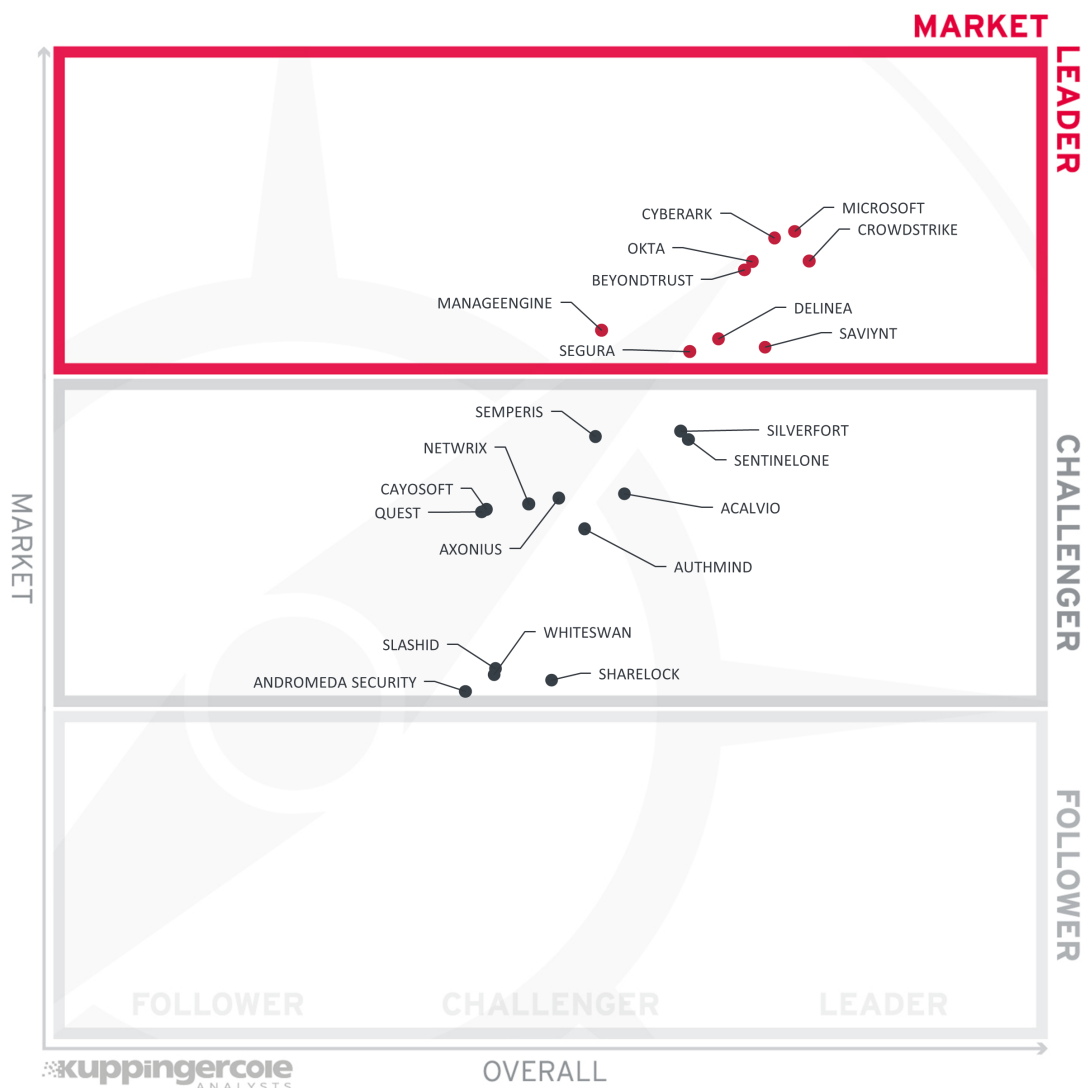 MARKET
LEADER
CYBERARK
MICROSOFT
CROWDSTRIKE
OKTA
BEYONDTRUST
MANAGEENGINE
DELINEA
SAVIYNT
SEGURA
SEMPERIS
SILVERFORT
NETWRIX
SENTINELONE
CAYOSOFT
QUEST
ACALVIO
AXONIUS
AUTHMIND
CHALLENGER
MARKET
WHITESWAN
SLASHID
SHARELOCK
ANDROMEDA SECURITY
FOLLOWER
FOLLOWER CHALLENGER LEADER
kuppingercole
ANALYSTS
OVERALL